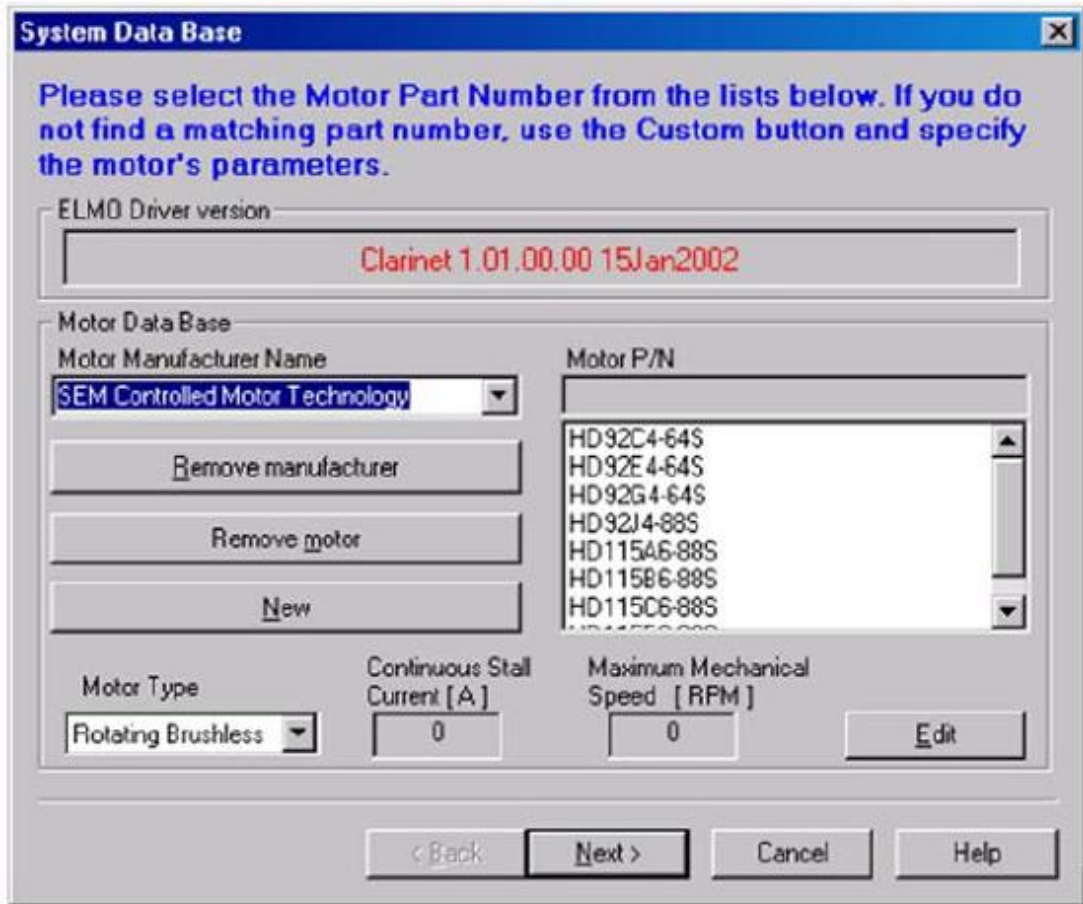 System Data Base
Please select the Motor Part Number from the lists below. If you do
not find a matching part number, use the Custom button and specify
the motor's parameters.
ELMO Driver version
Clarinet 1.01.00.00 15Jan2002
Motor Data Base
Motor Manufacturer Name
SEM Controlled Motor Technology
Remove manufacturer
Remove motor
New
Motor P/N
HD92C4-64S
HD92E4-64S
HD92G4-64S
HD92J4-88S
HD115A6-88S
HD115B6-88S
HD115C6-88S
Motor Type
Rotating Brushless
Continuous Stall
Current [ A ]
0
Maximum Mechanical
Speed [ RPM ]
0
Edit
< Back
Next >
Cancel
Help